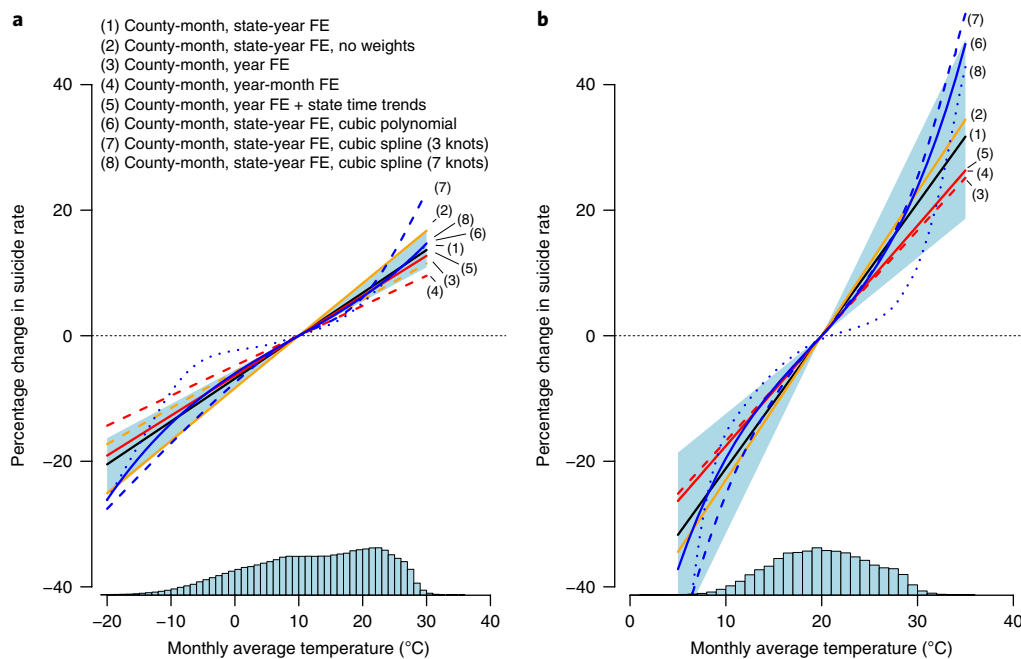 a
(1) County-month, state-year FE
(2) County-month, state-year FE, no weights
(3) County-month, year FE
(4) County-month, year-month FE
(5) County-month, year FE + state time trends
(6) County-month, state-year FE, cubic polynomial
(7) County-month, state-year FE, cubic spline (3 knots)
(8) County-month, state-year FE, cubic spline (7 knots)
Percentage change in suicide rate
40
20
0
−20
−40
(7)
(2)
(8)
(6)
(1)
(5)
(3)
(4)
−20 −10 0 10 20 30 40
Monthly average temperature (°C)
b
Percentage change in suicide rate
40
20
0
−20
−40
(7)
(6)
(8)
(2)
(1)
(5)
(4)
(3)
0 10 20 30 40
Monthly average temperature (°C)